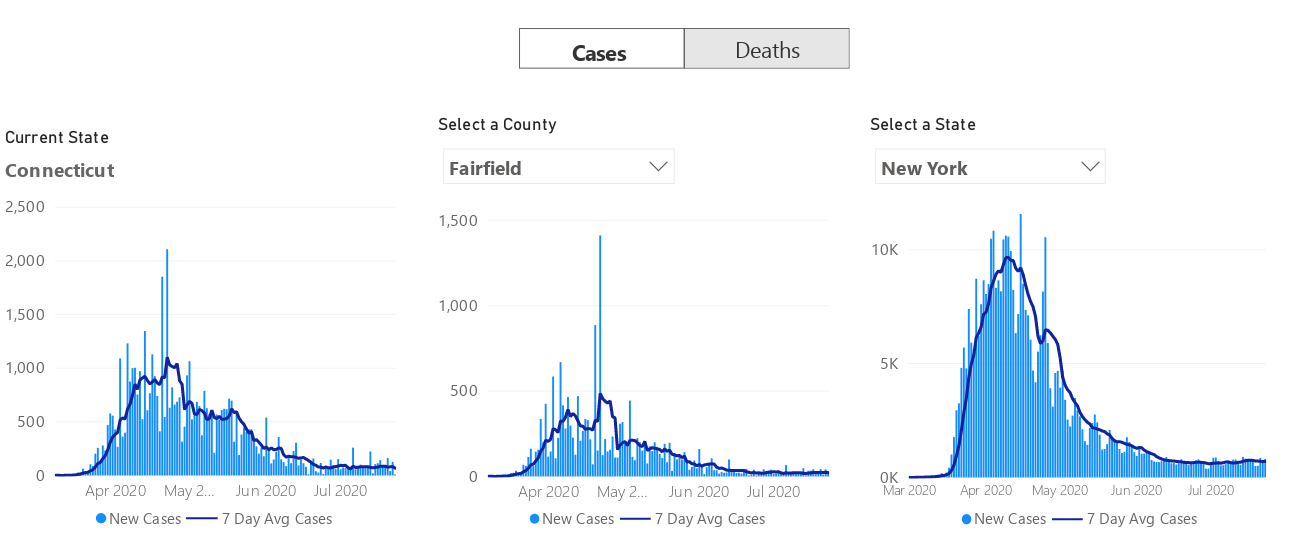 Cases
Deaths
Current State
Connecticut
2,500
2,000
1,500
1,000
500
0
Apr 2020 May 2... Jun 2020 Jul 2020
New Cases 7 Day Avg Cases
Select a County
Fairfield
1,500
1,000
500
0
Apr 2020 May 2... Jun 2020 Jul 2020
New Cases 7 Day Avg Cases
Select a State
New York
10K
5K
0K
Mar 2020 Apr 2020 May 2020 Jun 2020 Jul 2020
New Cases 7 Day Avg Cases